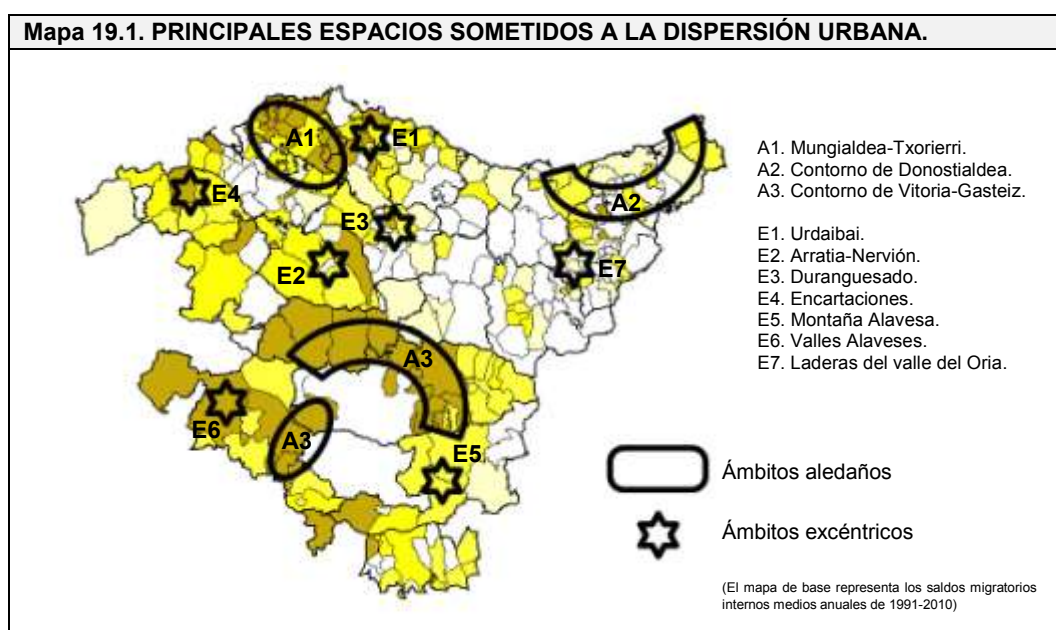 Mapa 19.1. PRINCIPALES ESPACIOS SOMETIDOS A LA DISPERSIÓN URBANA.
A1
E1
E4
A2
E3
E2
E7
A3
E6
A3
E5
A1. Mungialdea-Txorierri.
A2. Contorno de Donostialdea.
A3. Contorno de Vitoria-Gasteiz.
E1. Urdaibai.
E2. Arratia-Nervión.
E3. Duranguesado.
E4. Encartaciones.
E5. Montaña Alavesa.
E6. Valles Alaveses.
E7. Laderas del valle del Oria.
Ámbitos aledaños
Ámbitos excéntricos
(El mapa de base representa los saldos migratorios
internos medios anuales de 1991-2010)